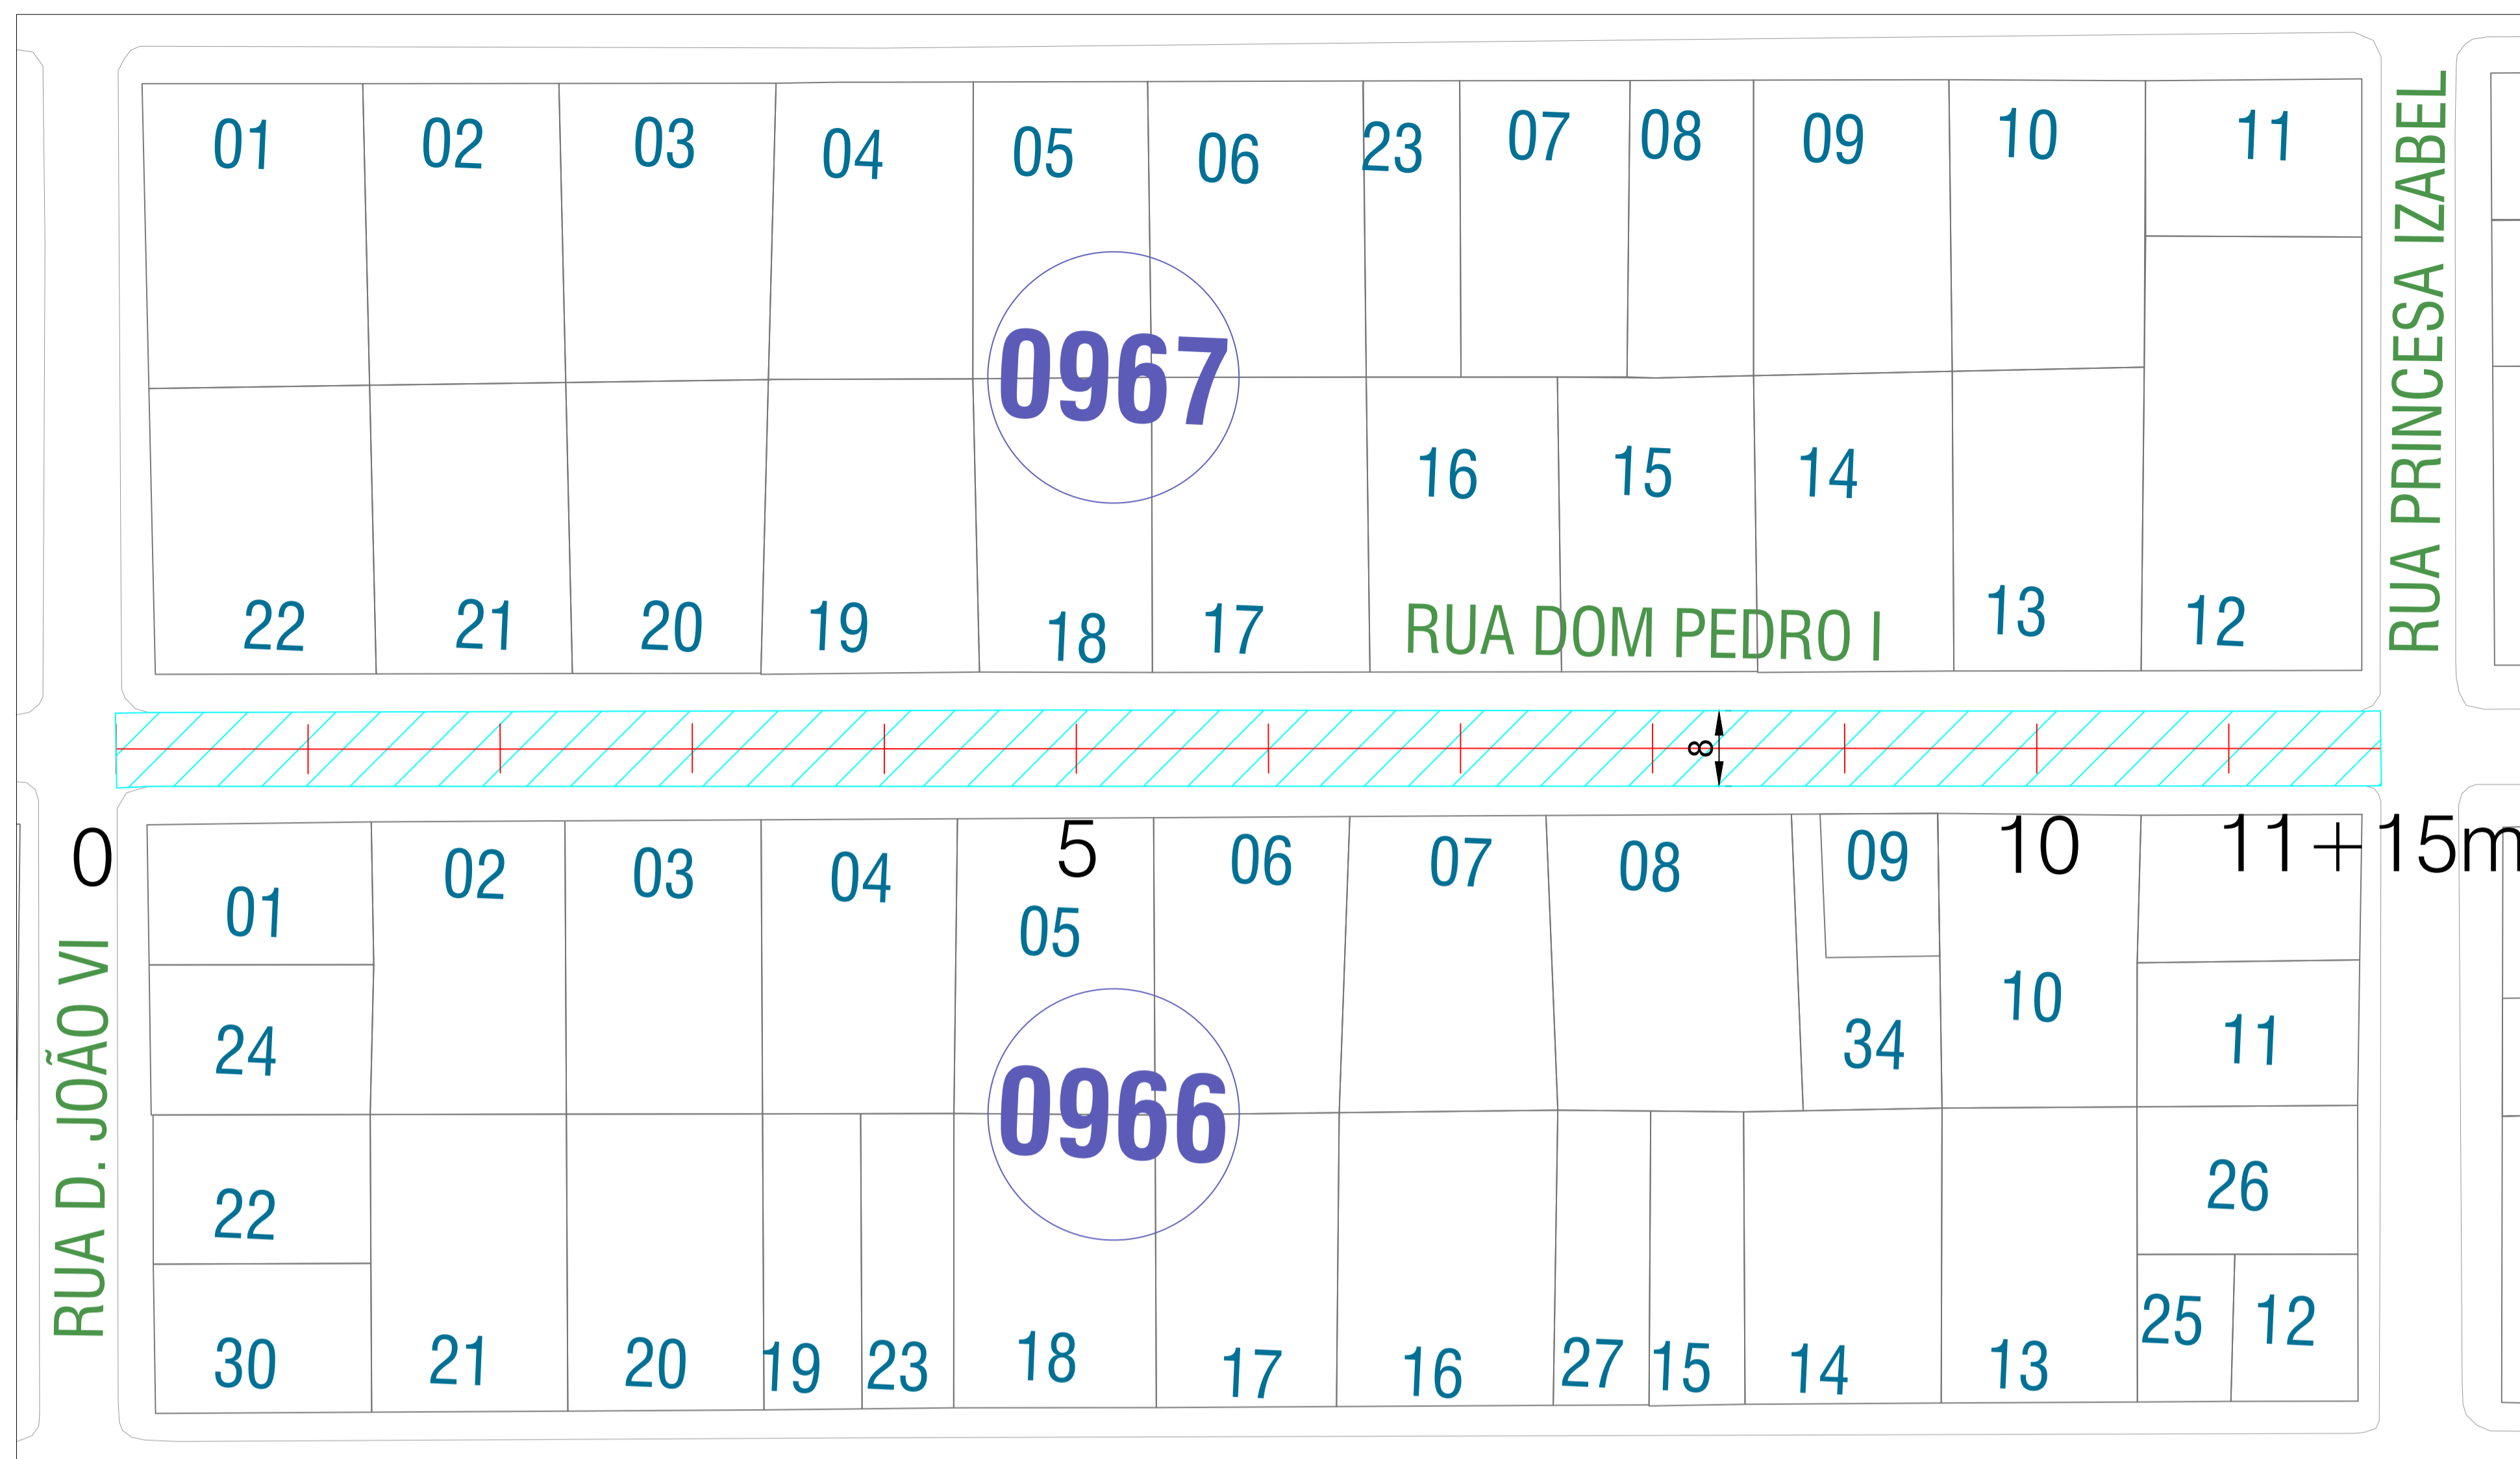 01 02 03 04 05 06 23 07 08 09 10 11
0967
16 15 14
22 21 20 19 18 17 13 12
RUA DOM PEDRO I
RUA PRINCESA IZABEL
8
0 5 10 11+15m
01 02 03 04 05 06 07 08 09 10 11
24 34
0966
22 26
30 21 20 19 23 18 17 16 27 15 14 13 25 12
RUA D. JOÃO VI